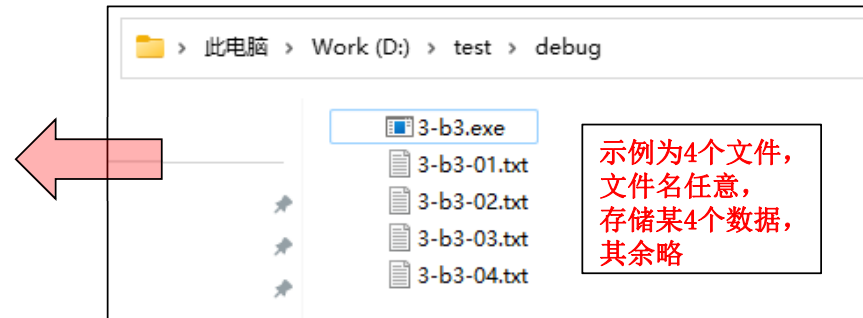 此电脑 > Work (D:) > test > debug
3-b3.exe
3-b3-01.txt
3-b3-02.txt
3-b3-03.txt
3-b3-04.txt
示例为4个文件，
文件名任意，
存储某4个数据，
其余略